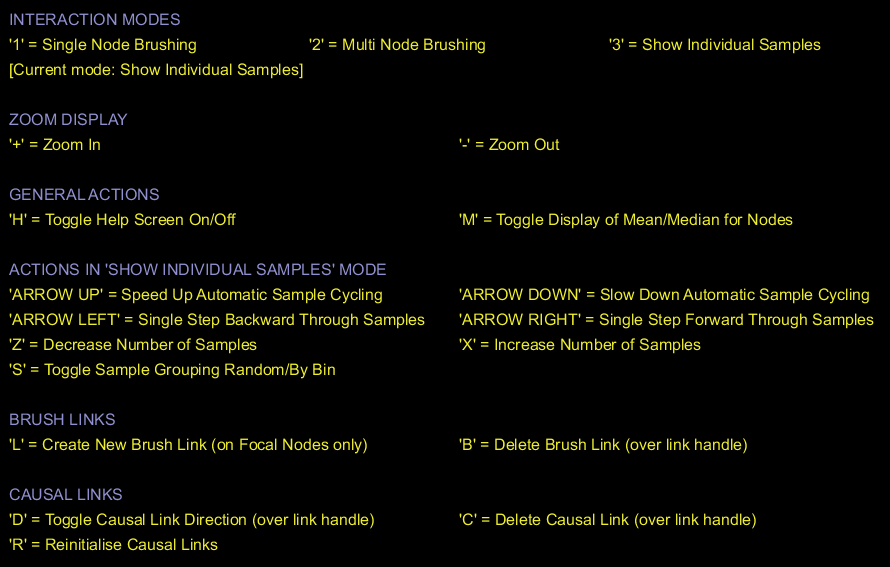 INTERACTION MODES
'1' = Single Node Brushing '2' = Multi Node Brushing '3' = Show Individual Samples
[Current mode: Show Individual Samples]
ZOOM DISPLAY
'+' = Zoom In '-' = Zoom Out
GENERAL ACTIONS
'H' = Toggle Help Screen On/Off 'M' = Toggle Display of Mean/Median for Nodes
ACTIONS IN 'SHOW INDIVIDUAL SAMPLES' MODE
'ARROW UP' = Speed Up Automatic Sample Cycling 'ARROW DOWN' = Slow Down Automatic Sample Cycling
'ARROW LEFT' = Single Step Backward Through Samples 'ARROW RIGHT' = Single Step Forward Through Samples
'Z' = Decrease Number of Samples 'X' = Increase Number of Samples
'S' = Toggle Sample Grouping Random/By Bin
BRUSH LINKS
'L' = Create New Brush Link (on Focal Nodes only) 'B' = Delete Brush Link (over link handle)
CAUSAL LINKS
'D' = Toggle Causal Link Direction (over link handle) 'C' = Delete Causal Link (over link handle)
'R' = Reinitialise Causal Links